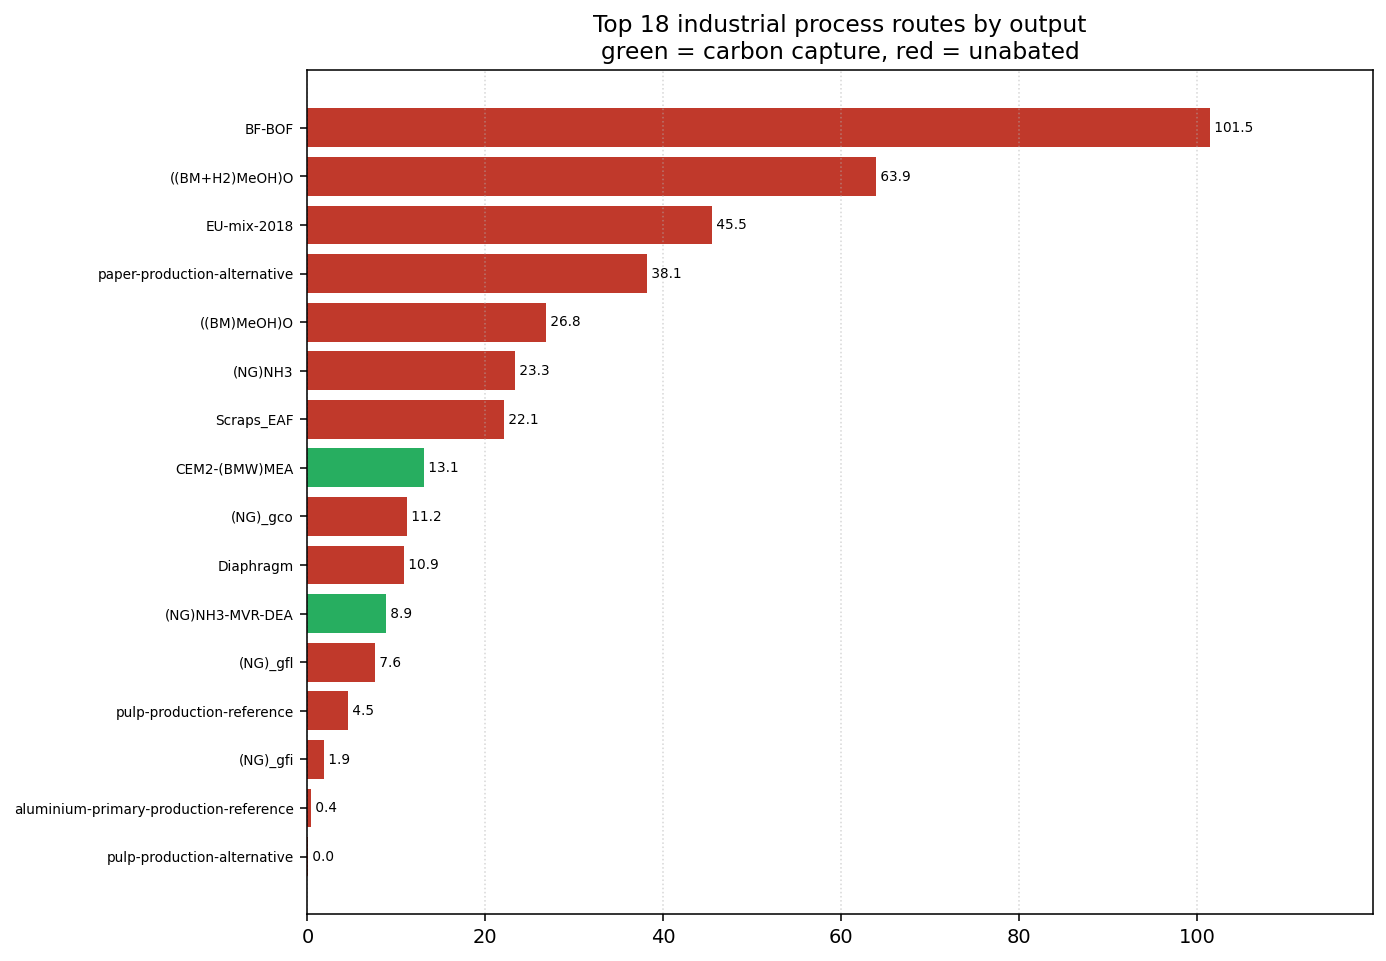 Top 18 industrial process routes by output
green = carbon capture, red = unabated
BF-BOF 101.5
((BM+H2)MeOH)O 63.9
EU-mix-2018 45.5
paper-production-alternative 38.1
((BM)MeOH)O 26.8
(NG)NH3 23.3
Scraps_EAF 22.1
CEM2-(BMW)MEA 13.1
(NG)_gco 11.2
Diaphragm 10.9
(NG)NH3-MVR-DEA 8.9
(NG)_gfl 7.6
pulp-production-reference 4.5
(NG)_gfi 1.9
aluminium-primary-production-reference 0.4
pulp-production-alternative 0.0
0 20 40 60 80 100